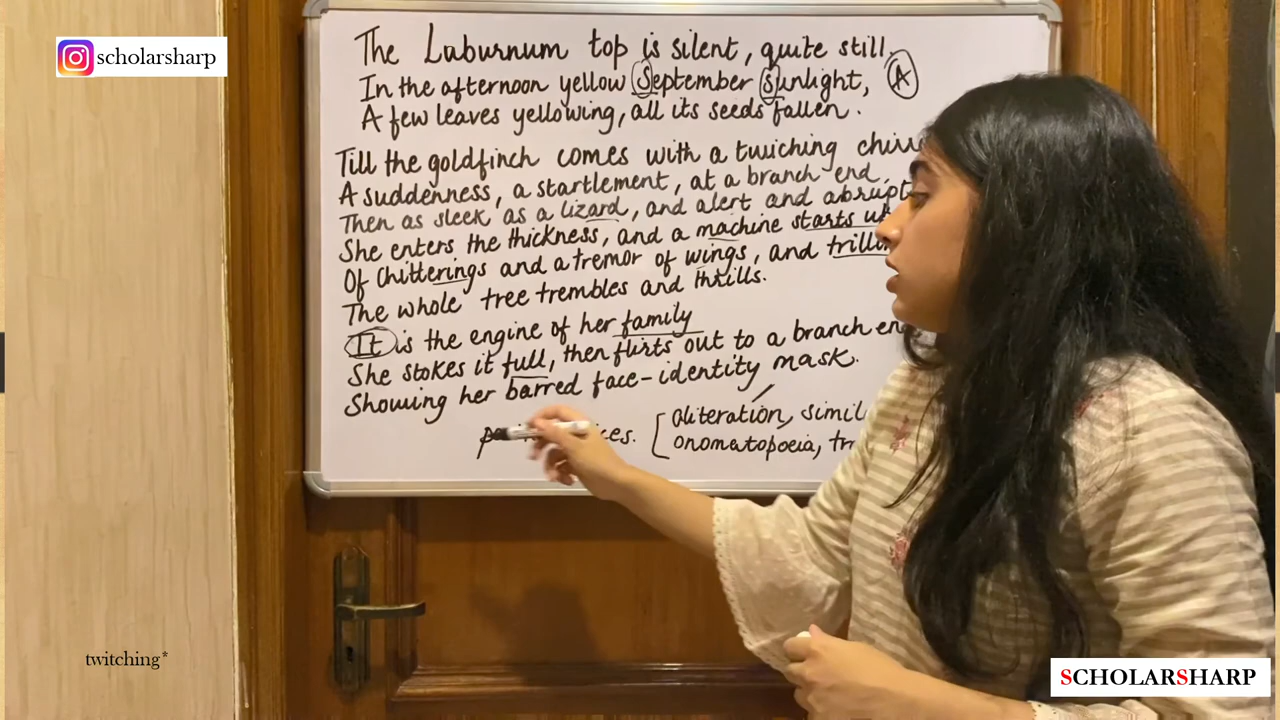 scholarsharp
The Laburnum top is silent, quite still
In the afternoon yellow September sunlight, A
A few leaves yellowing, all its seeds fallen.
Till the goldfinch comes with a twiching chirr
A suddenness, a startlement, at a branch end,
Then as sleek as a lizard, and alert and abrupt
She enters the thickness, and a machine starts
Of chitterings and a tremor of wings, and
The whole tree trembles and thrills.
It is the engine of her family
She stokes it full, then flirts out to a branch
Showing her barred face-identity mask.
aliteration, simil
onomatopoeia,
twitching*
SCHOLARSHARP